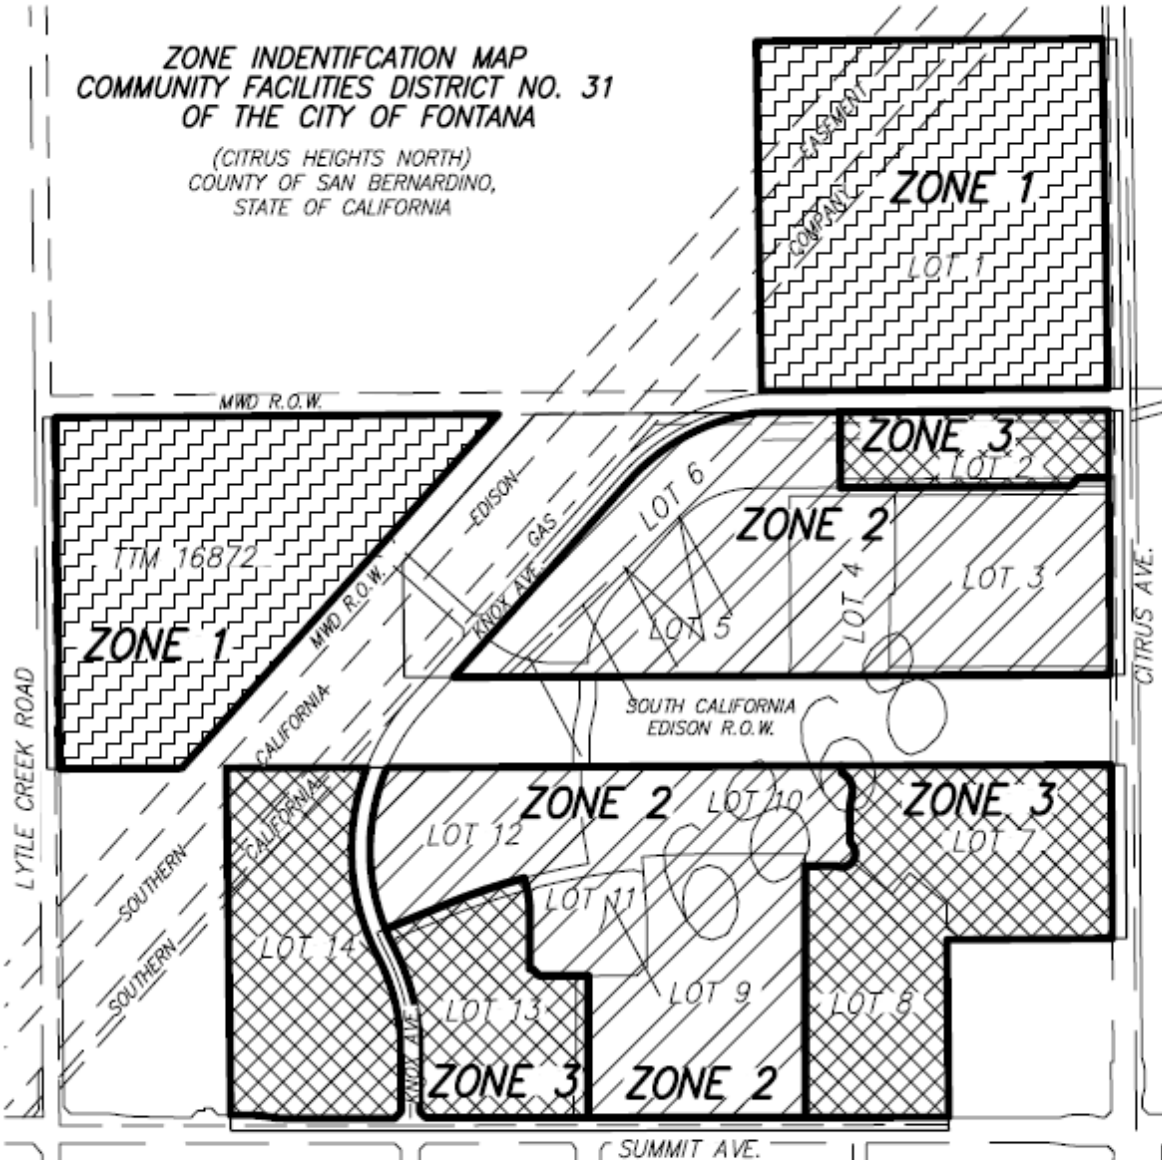 ZONE INDENTIFCATION MAP
COMMUNITY FACILITIES DISTRICT NO. 31
OF THE CITY OF FONTANA
(CITRUS HEIGHTS NORTH)
COUNTY OF SAN BERNARDINO,
STATE OF CALIFORNIA
EASEMENT
COMPANY
ZONE 1
LOT 1
MWD R.O.W.
ZONE 3
LOT 2
EDISON
GAS
LOT 6
ZONE 2
TTM 16872
MWD R.O.W.
KNOX AVE.
LOT 5
LOT 4
LOT 3
CITRUS AVE.
ZONE 1
LYTLE CREEK ROAD
CALIFORNIA
SOUTH CALIFORNIA
EDISON R.O.W.
CALIFORNIA
ZONE 2
LOT 12
LOT 10
ZONE 3
LOT 7
SOUTHERN
LOT 11
LOT 14
SOUTHERN
LOT 13
LOT 9
LOT 8
KNOX AVE.
ZONE 3
ZONE 2
SUMMIT AVE.